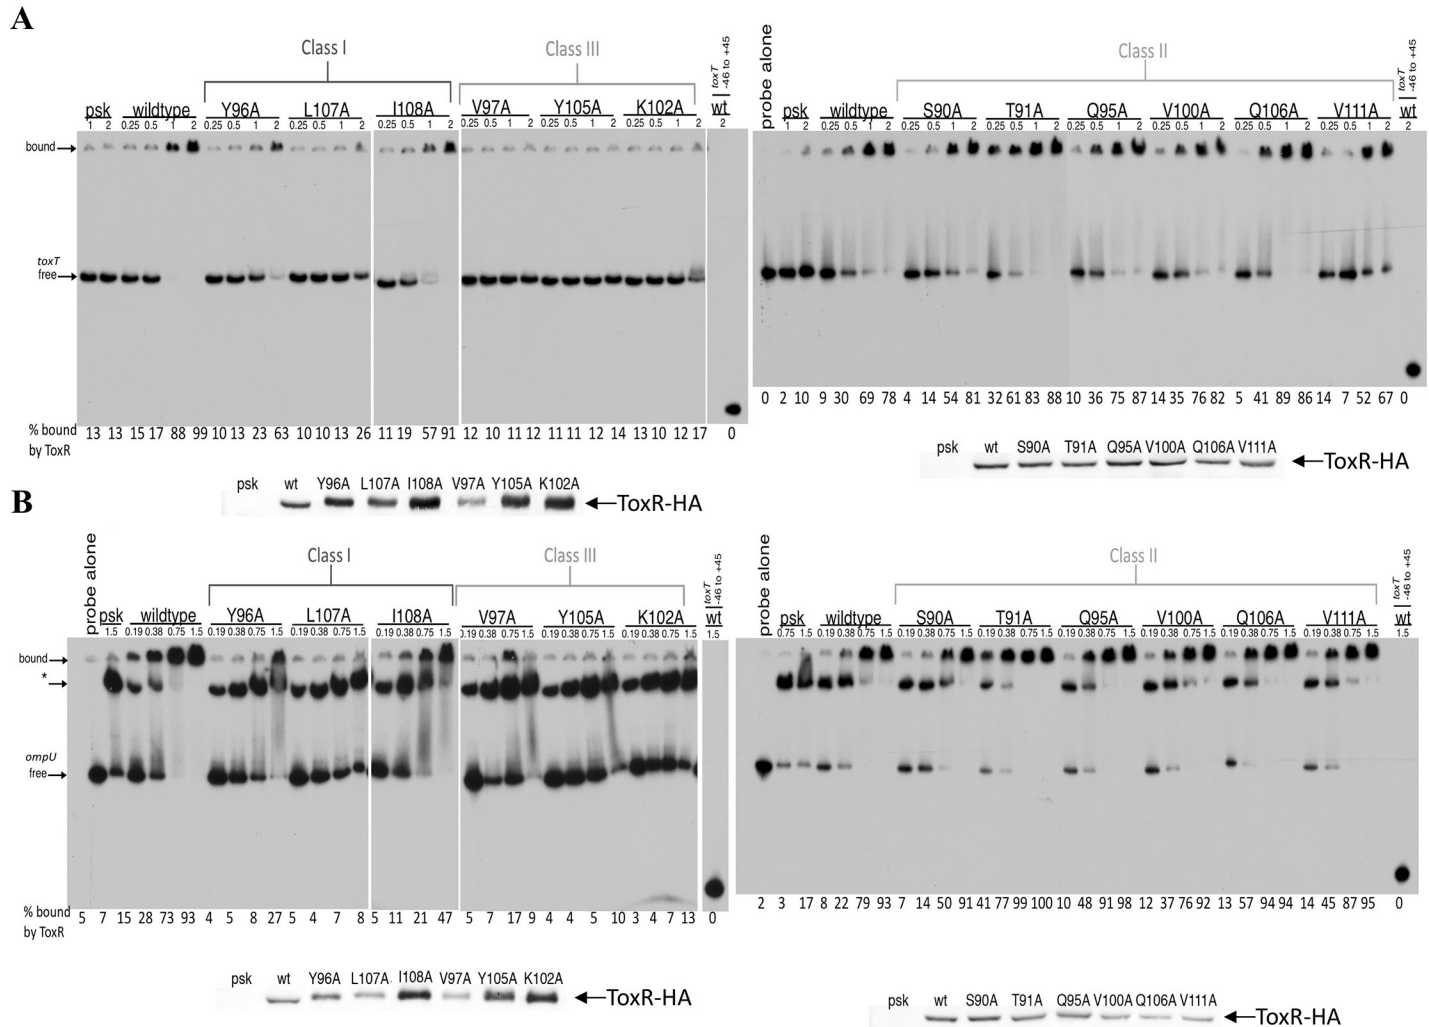 A
Class I
Class III
psk wildtype Y96A L107A I108A V97A Y105A K102A wt
toxT
-46 to +45
1 2 0.25 0.5 1 2 0.25 0.5 1 2 0.25 0.5 1 2 0.25 0.5 1 2 0.25 0.5 1 2 0.25 0.5 1 2 0.25 0.5 1 2 2
bound
toxT
free
% bound
by ToxR
13 13 15 17 88 99 10 13 23 63 10 10 13 26 11 19 57 91 12 10 11 12 11 11 12 14 13 10 12 17 0
psk wt Y96A L107A I108A V97A Y105A K102A
ToxR-HA
Class II
probe alone
psk wildtype S90A T91A Q95A V100A Q106A V111A wt
toxT
-46 to +45
1 2 0.25 0.5 1 2 0.25 0.5 1 2 0.25 0.5 1 2 0.25 0.5 1 2 0.25 0.5 1 2 0.25 0.5 1 2 0.25 0.5 1 2 2
0 2 10 9 30 69 78 4 14 54 81 32 61 83 88 10 36 75 87 14 35 76 82 5 41 89 86 14 7 52 67 0
psk wt S90A T91A Q95A V100A Q106A V111A
ToxR-HA
B
Class I
Class III
probe alone
psk wildtype Y96A L107A I108A V97A Y105A K102A wt
toxT
-46 to +45
1.5 0.19 0.38 0.75 1.5 0.19 0.38 0.75 1.5 0.19 0.38 0.75 1.5 0.19 0.38 0.75 1.5 0.19 0.38 0.75 1.5 0.19 0.38 0.75 1.5 0.19 0.38 0.75 1.5 1.5
bound
*
ompU
free
% bound
by ToxR
5 7 15 28 73 93 4 5 8 27 5 4 7 8 5 11 21 47 5 7 17 9 4 4 5 10 3 4 7 13 0
psk wt Y96A L107A I108A V97A Y105A K102A
ToxR-HA
Class II
probe alone
psk wildtype S90A T91A Q95A V100A Q106A V111A wt
toxT
-46 to +45
0.75 1.5 0.19 0.38 0.75 1.5 0.19 0.38 0.75 1.5 0.19 0.38 0.75 1.5 0.19 0.38 0.75 1.5 0.19 0.38 0.75 1.5 0.19 0.38 0.75 1.5 0.19 0.38 0.75 1.5 1.5
2 3 17 8 22 79 93 7 14 50 91 41 77 99 100 10 48 91 98 12 37 76 92 13 57 94 94 14 45 87 95 0
psk wt S90A T91A Q95A V100A Q106A V111A
ToxR-HA